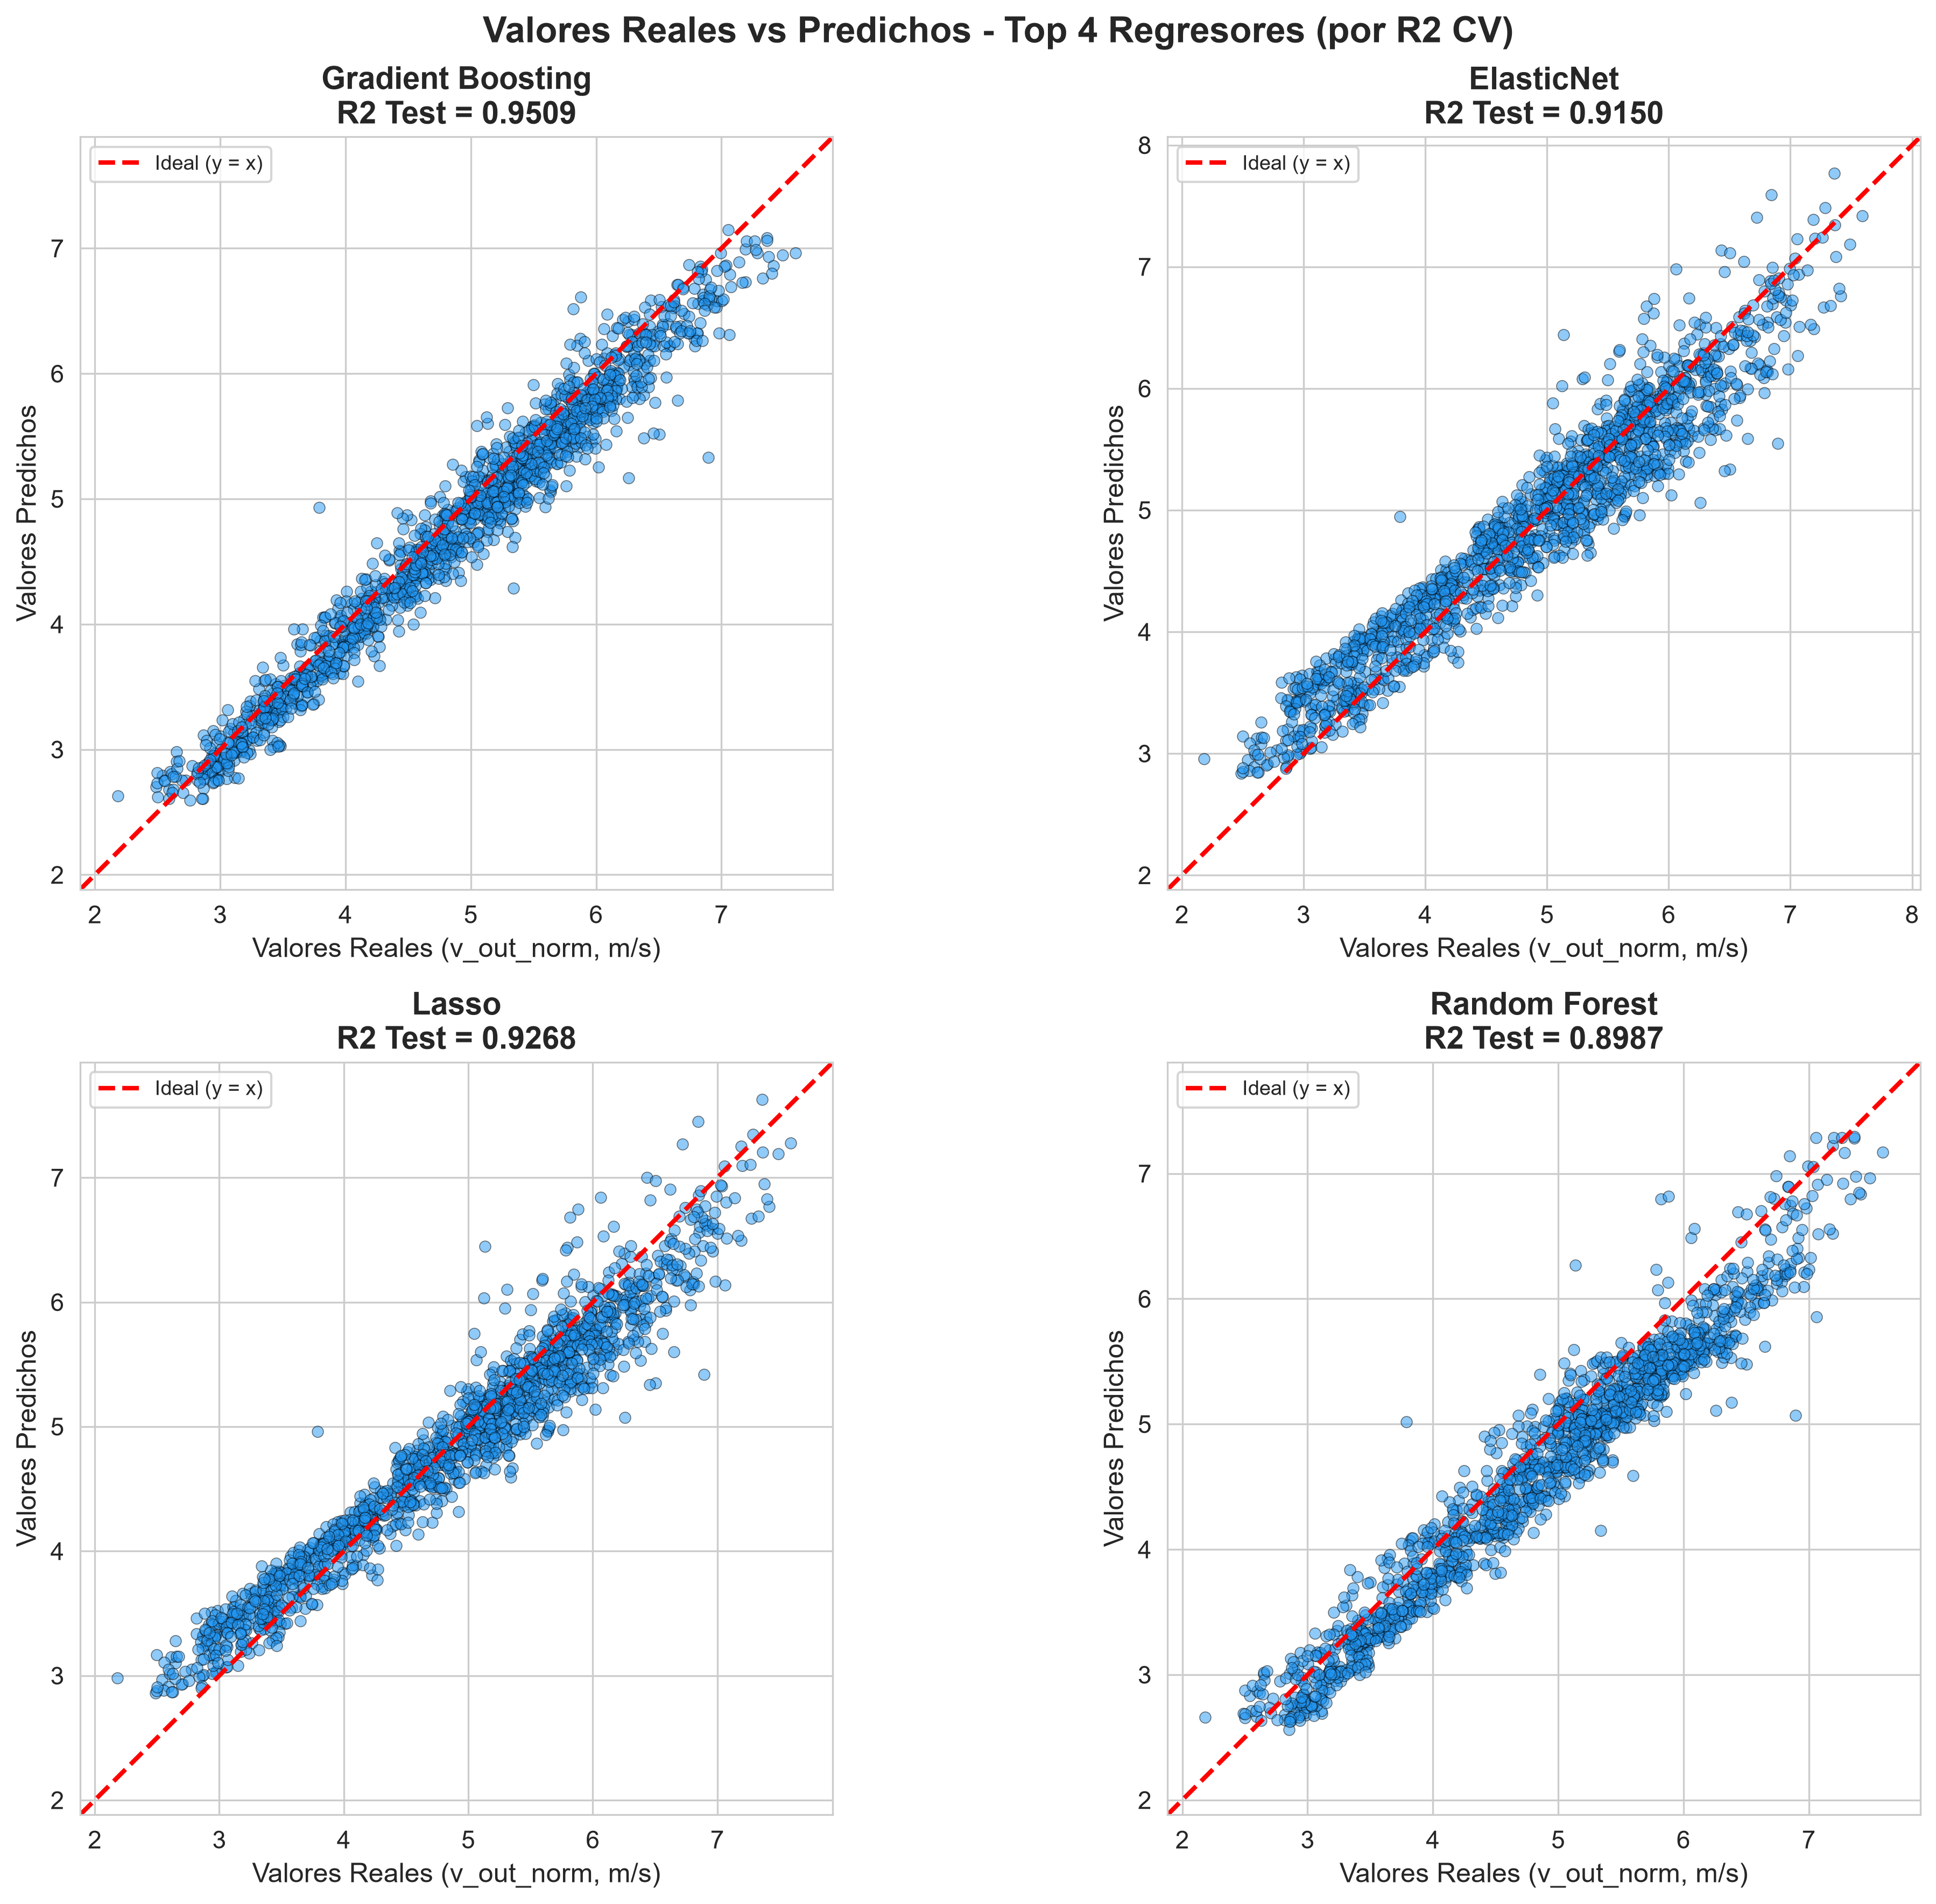 Valores Reales vs Predichos - Top 4 Regresores (por R2 CV)
Gradient Boosting
R2 Test = 0.9509
Ideal (y = x)
7
6
5
4
3
2
Valores Predichos
2 3 4 5 6 7
Valores Reales (v_out_norm, m/s)
ElasticNet
R2 Test = 0.9150
Ideal (y = x)
8
7
6
5
4
3
2
Valores Predichos
2 3 4 5 6 7 8
Valores Reales (v_out_norm, m/s)
Lasso
R2 Test = 0.9268
Ideal (y = x)
7
6
5
4
3
2
Valores Predichos
2 3 4 5 6 7
Valores Reales (v_out_norm, m/s)
Random Forest
R2 Test = 0.8987
Ideal (y = x)
7
6
5
4
3
2
Valores Predichos
2 3 4 5 6 7
Valores Reales (v_out_norm, m/s)